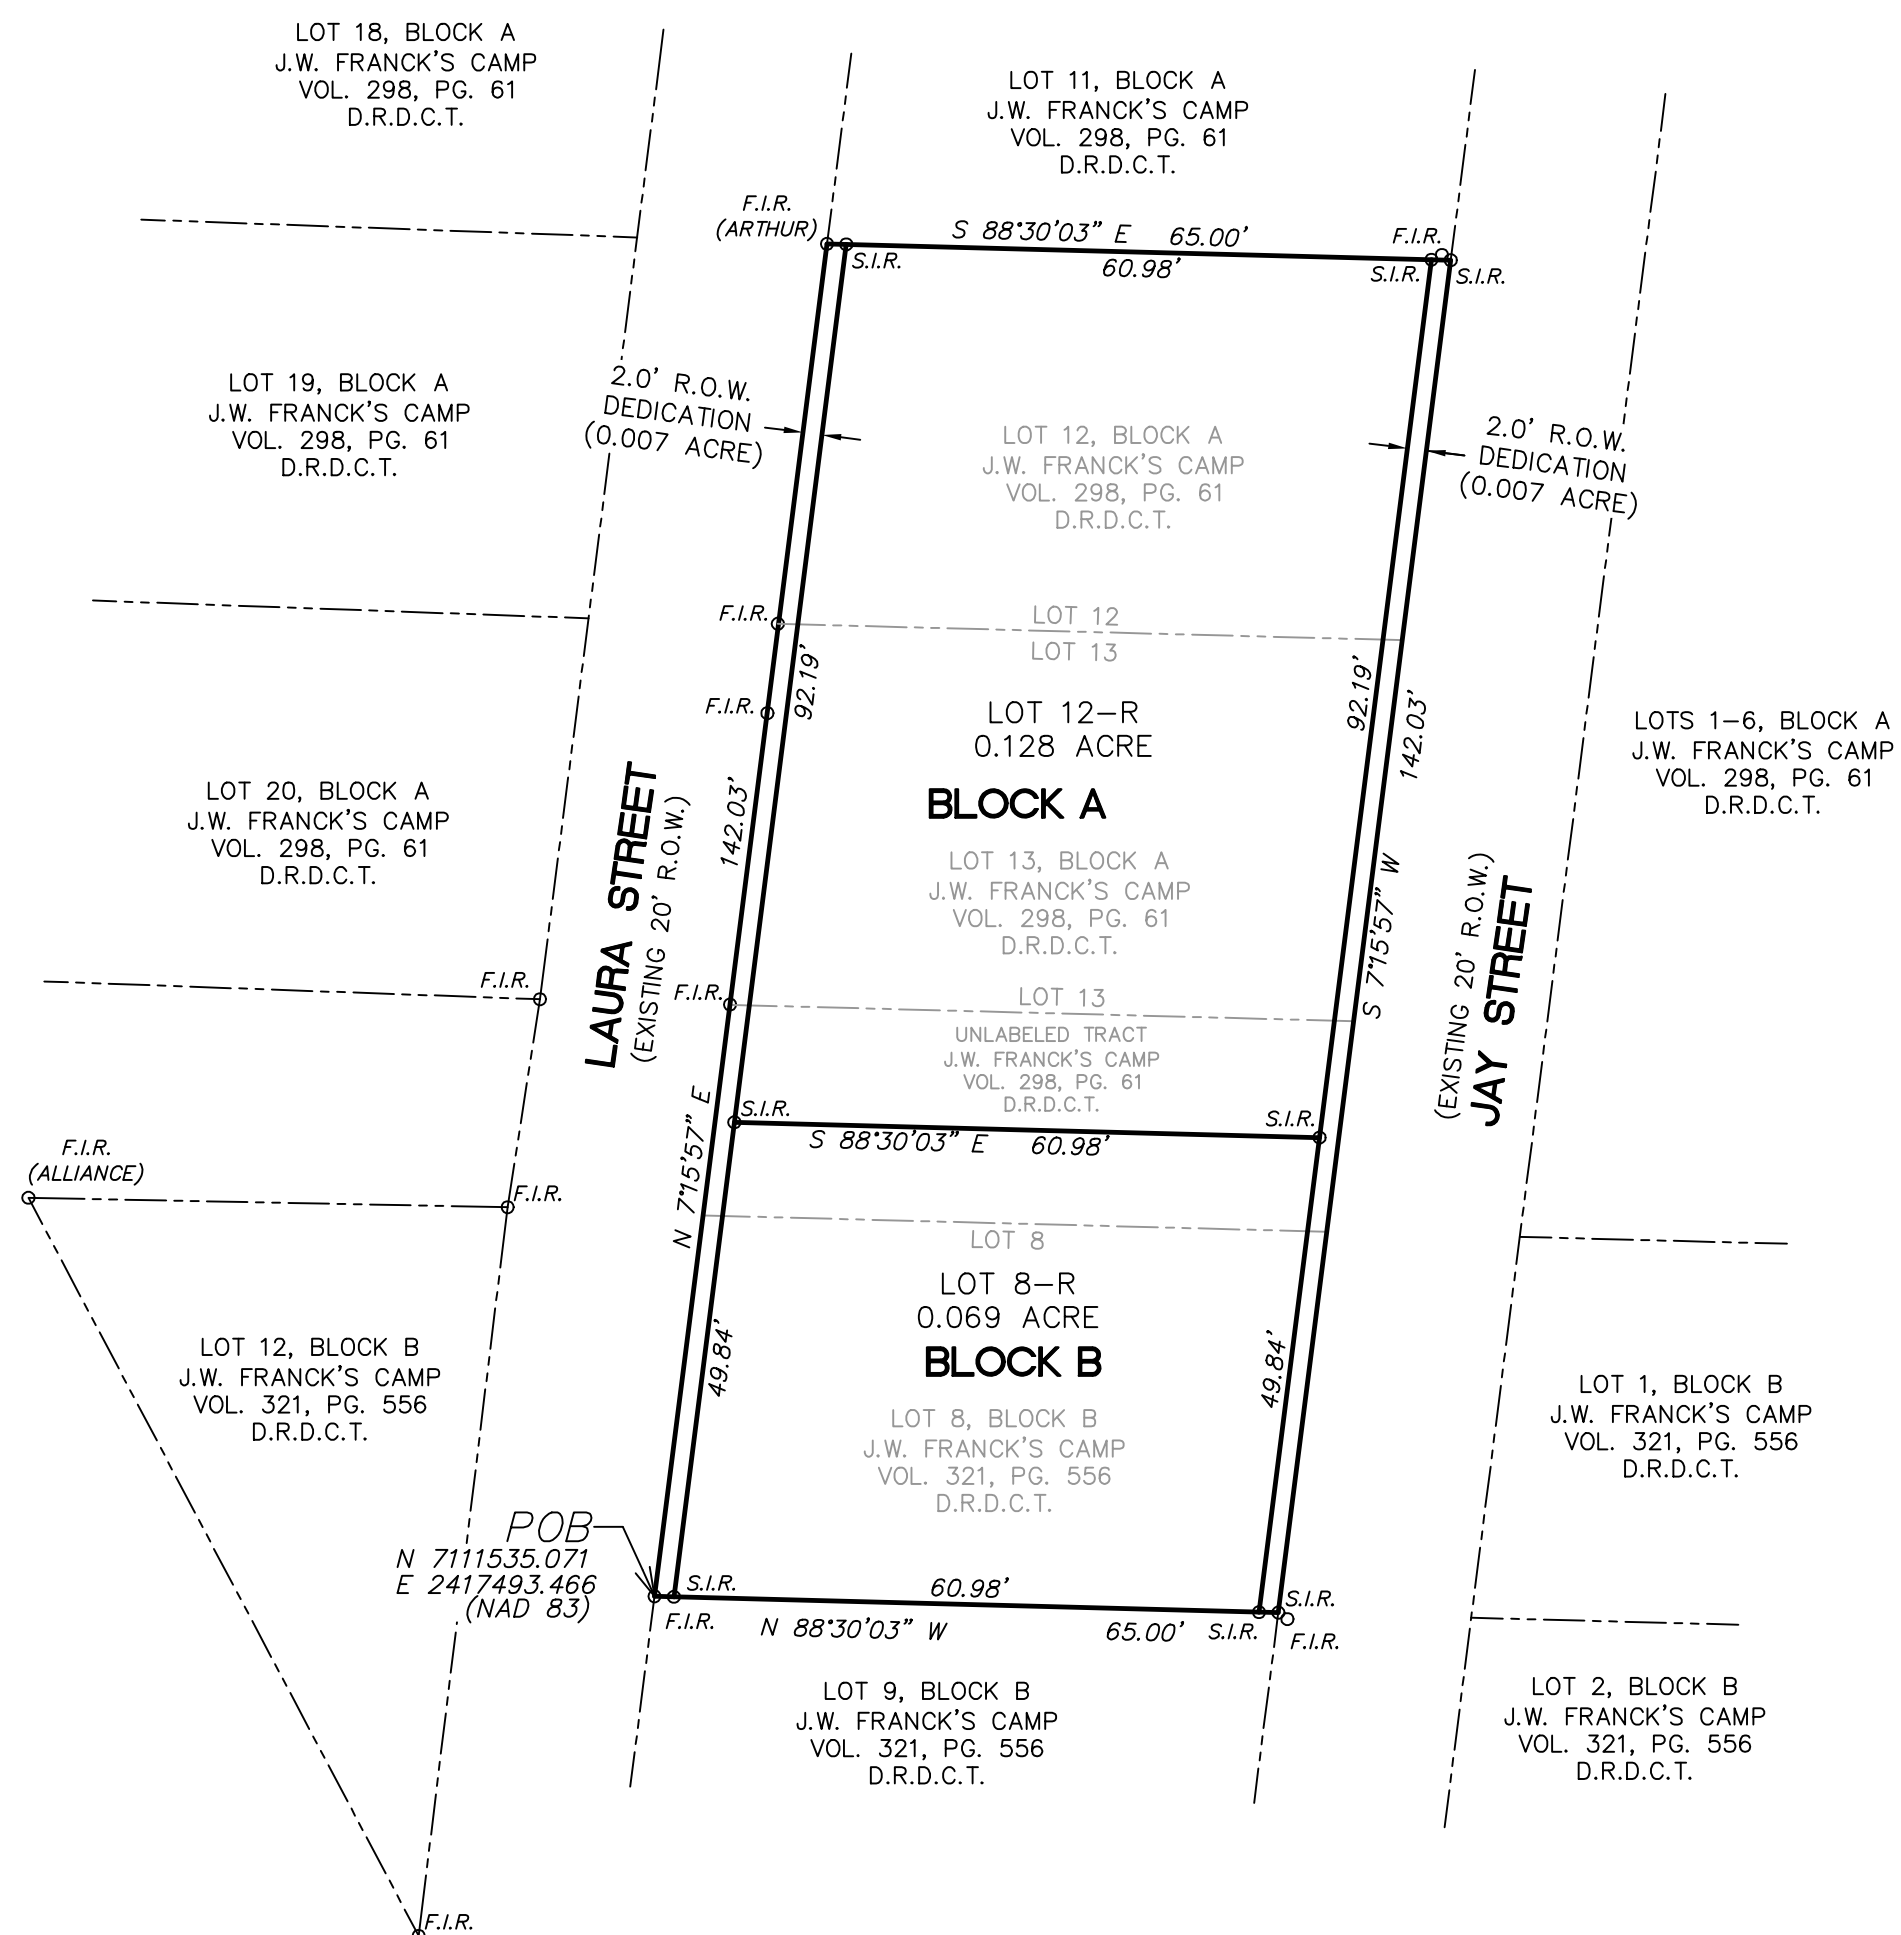 LOT 18, BLOCK A
J.W. FRANCK'S CAMP
VOL. 298, PG. 61
D.R.D.C.T.
LOT 11, BLOCK A
J.W. FRANCK'S CAMP
VOL. 298, PG. 61
D.R.D.C.T.
F.I.R.
(ARTHUR)
S.I.R.
S 88°30'03" E 65.00'
60.98'
F.I.R.
S.I.R.
S.I.R.
LOT 19, BLOCK A
J.W. FRANCK'S CAMP
VOL. 298, PG. 61
D.R.D.C.T.
2.0' R.O.W.
DEDICATION
(0.007 ACRE)
LOT 12, BLOCK A
J.W. FRANCK'S CAMP
VOL. 298, PG. 61
D.R.D.C.T.
2.0' R.O.W.
DEDICATION
(0.007 ACRE)
F.I.R.
LOT 12
LOT 13
92.19'
92.19'
142.03'
F.I.R.
LOT 12-R
0.128 ACRE
BLOCK A
LOTS 1-6, BLOCK A
J.W. FRANCK'S CAMP
VOL. 298, PG. 61
D.R.D.C.T.
LOT 20, BLOCK A
J.W. FRANCK'S CAMP
VOL. 298, PG. 61
D.R.D.C.T.
LAURA STREET
(EXISTING 20' R.O.W.)
142.03'
LOT 13, BLOCK A
J.W. FRANCK'S CAMP
VOL. 298, PG. 61
D.R.D.C.T.
S 7°15'57" W
(EXISTING 20' R.O.W.)
JAY STREET
F.I.R.
F.I.R.
LOT 13
UNLABELED TRACT
J.W. FRANCK'S CAMP
VOL. 298, PG. 61
D.R.D.C.T.
N 7°15'57" E
S.I.R.
S.I.R.
S 88°30'03" E 60.98'
F.I.R.
(ALLIANCE)
F.I.R.
LOT 8
LOT 8-R
0.069 ACRE
BLOCK B
49.84'
49.84'
LOT 12, BLOCK B
J.W. FRANCK'S CAMP
VOL. 321, PG. 556
D.R.D.C.T.
LOT 8, BLOCK B
J.W. FRANCK'S CAMP
VOL. 321, PG. 556
D.R.D.C.T.
LOT 1, BLOCK B
J.W. FRANCK'S CAMP
VOL. 321, PG. 556
D.R.D.C.T.
POB
N 7111535.071
E 2417493.466
(NAD 83)
S.I.R.
F.I.R.
60.98'
N 88°30'03" W 65.00'
S.I.R.
S.I.R.
F.I.R.
LOT 9, BLOCK B
J.W. FRANCK'S CAMP
VOL. 321, PG. 556
D.R.D.C.T.
LOT 2, BLOCK B
J.W. FRANCK'S CAMP
VOL. 321, PG. 556
D.R.D.C.T.
F.I.R.